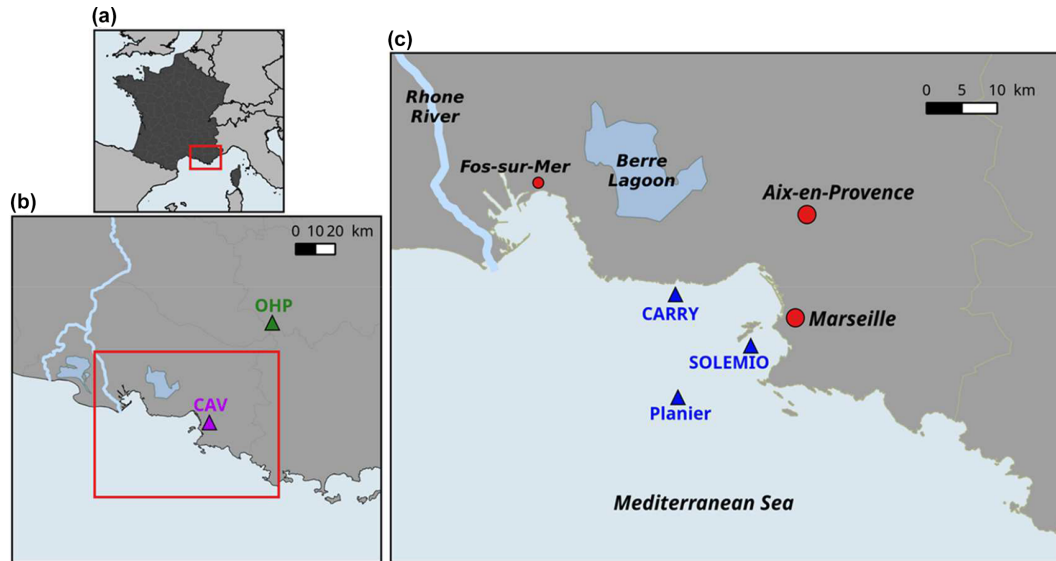 (a)
(b)
0 10 20 km
OHP
CAV
(c)
0 5 10 km
Rhone
River
Fos-sur-Mer
Berre
Lagoon
Aix-en-Provence
CARRY
Marseille
SOLEMIO
Planier
Mediterranean Sea